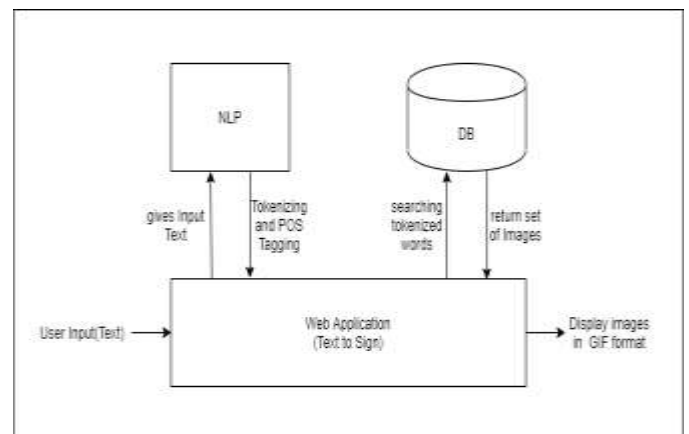 NLP
DB
gives Input
Text
Tokenizing
and POS
Tagging
searching
tokenized
words
return set
of Images
User Input(Text)
Web Application
(Text to Sign)
Display images
in GIF format